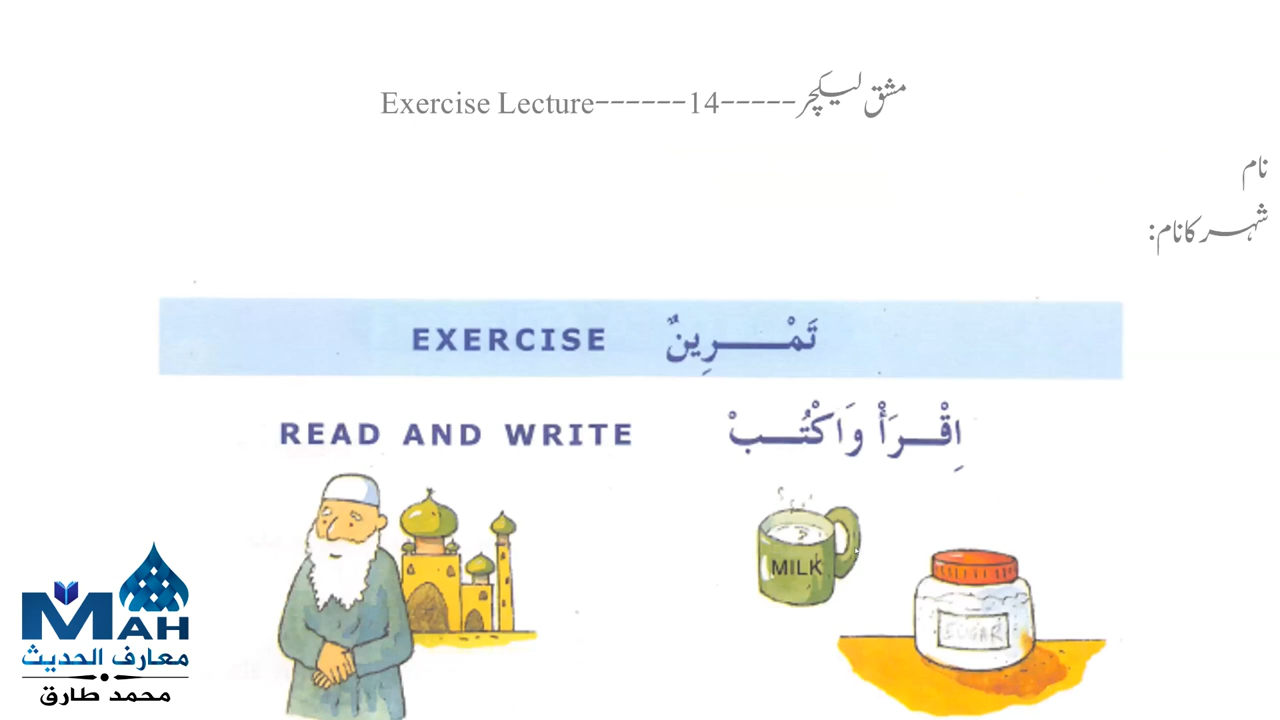 Exercise Lecture------14-----مشق لیکچر
نام
شہر کا نام:
EXERCISE تَمْـــرِينٌ
READ AND WRITE اِقْـرَأْ وَاكْتُـبْ
MILK
SUGAR
MAH
معارف الحديث
محمد طارق